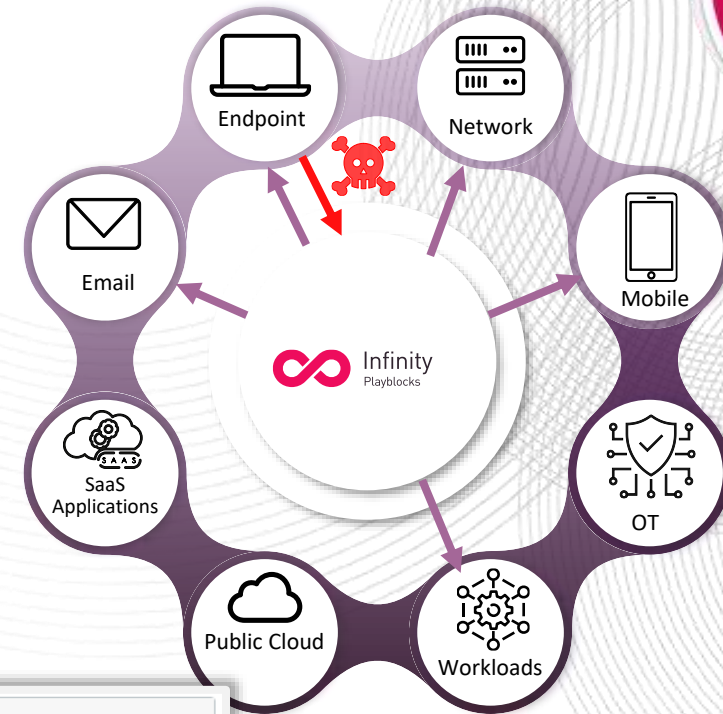 Endpoint
Network
Email
Mobile
Infinity
Playblocks
SAAS
SaaS
Applications
OT
Public Cloud
Workloads